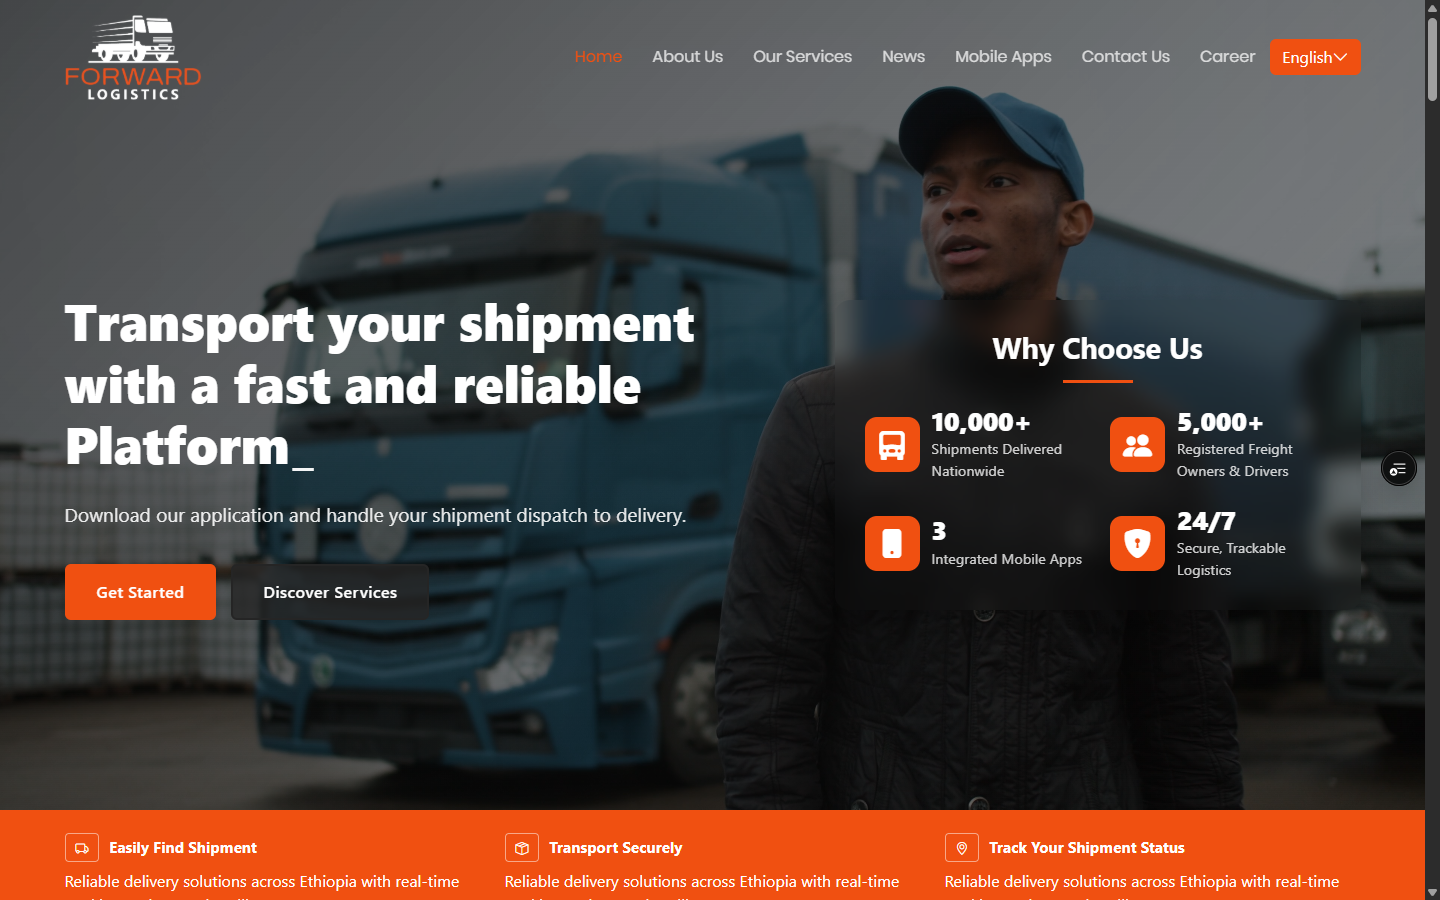 FORWARD
LOGISTICS
Home
About Us
Our Services
News
Mobile Apps
Contact Us
Career
English
Transport your shipment
with a fast and reliable
Platform_
Download our application and handle your shipment dispatch to delivery.
Get Started
Discover Services
Why Choose Us
10,000+
Shipments Delivered
Nationwide
5,000+
Registered Freight
Owners & Drivers
3
Integrated Mobile Apps
24/7
Secure, Trackable
Logistics
Easily Find Shipment
Reliable delivery solutions across Ethiopia with real-time
Transport Securely
Reliable delivery solutions across Ethiopia with real-time
Track Your Shipment Status
Reliable delivery solutions across Ethiopia with real-time